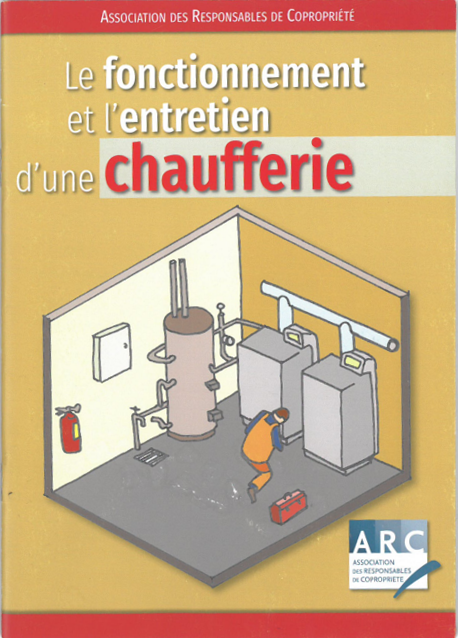 ASSOCIATION DES RESPONSABLES DE COPROPRIÉTÉ
Le fonctionnement
et l'entretien
d'une chaufferie
ARC
ASSOCIATION
DES RESPONSABLES
DE COPROPRIÉTÉ